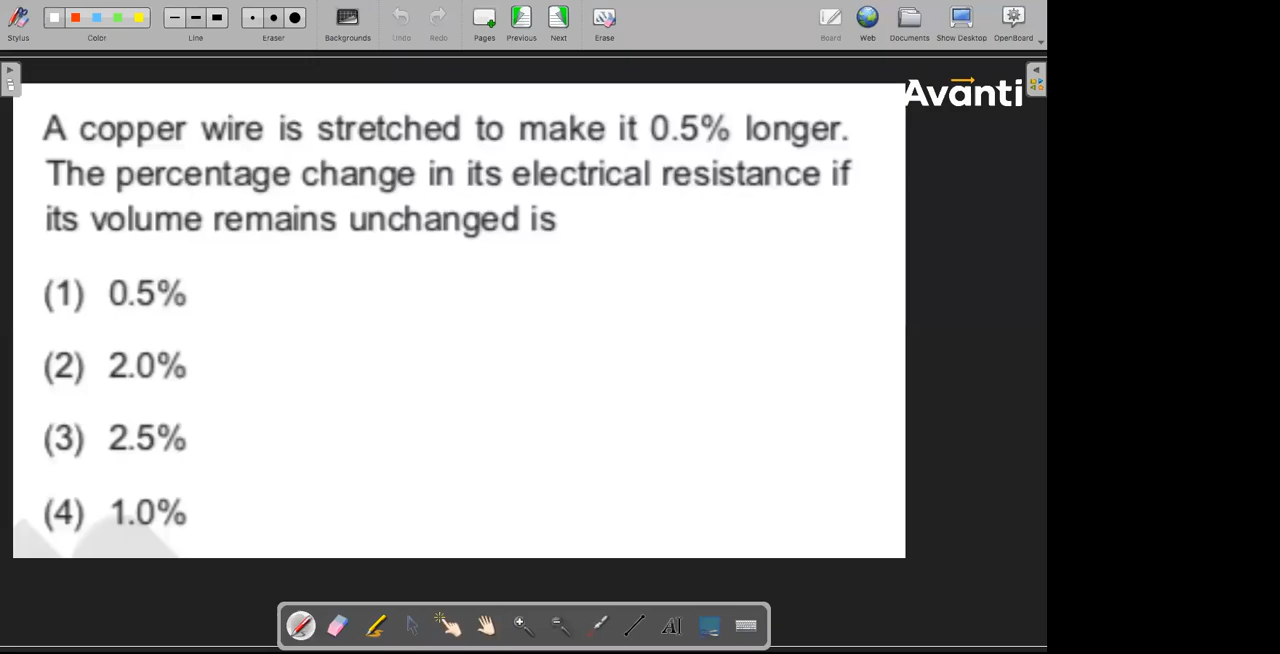 Stylus Color Line Eraser Backgrounds Undo Redo Pages Previous Next Erase Board Web Documents Show Desktop OpenBoard
Avanti
A copper wire is stretched to make it 0.5% longer.
The percentage change in its electrical resistance if
its volume remains unchanged is
(1) 0.5%
(2) 2.0%
(3) 2.5%
(4) 1.0%
AI